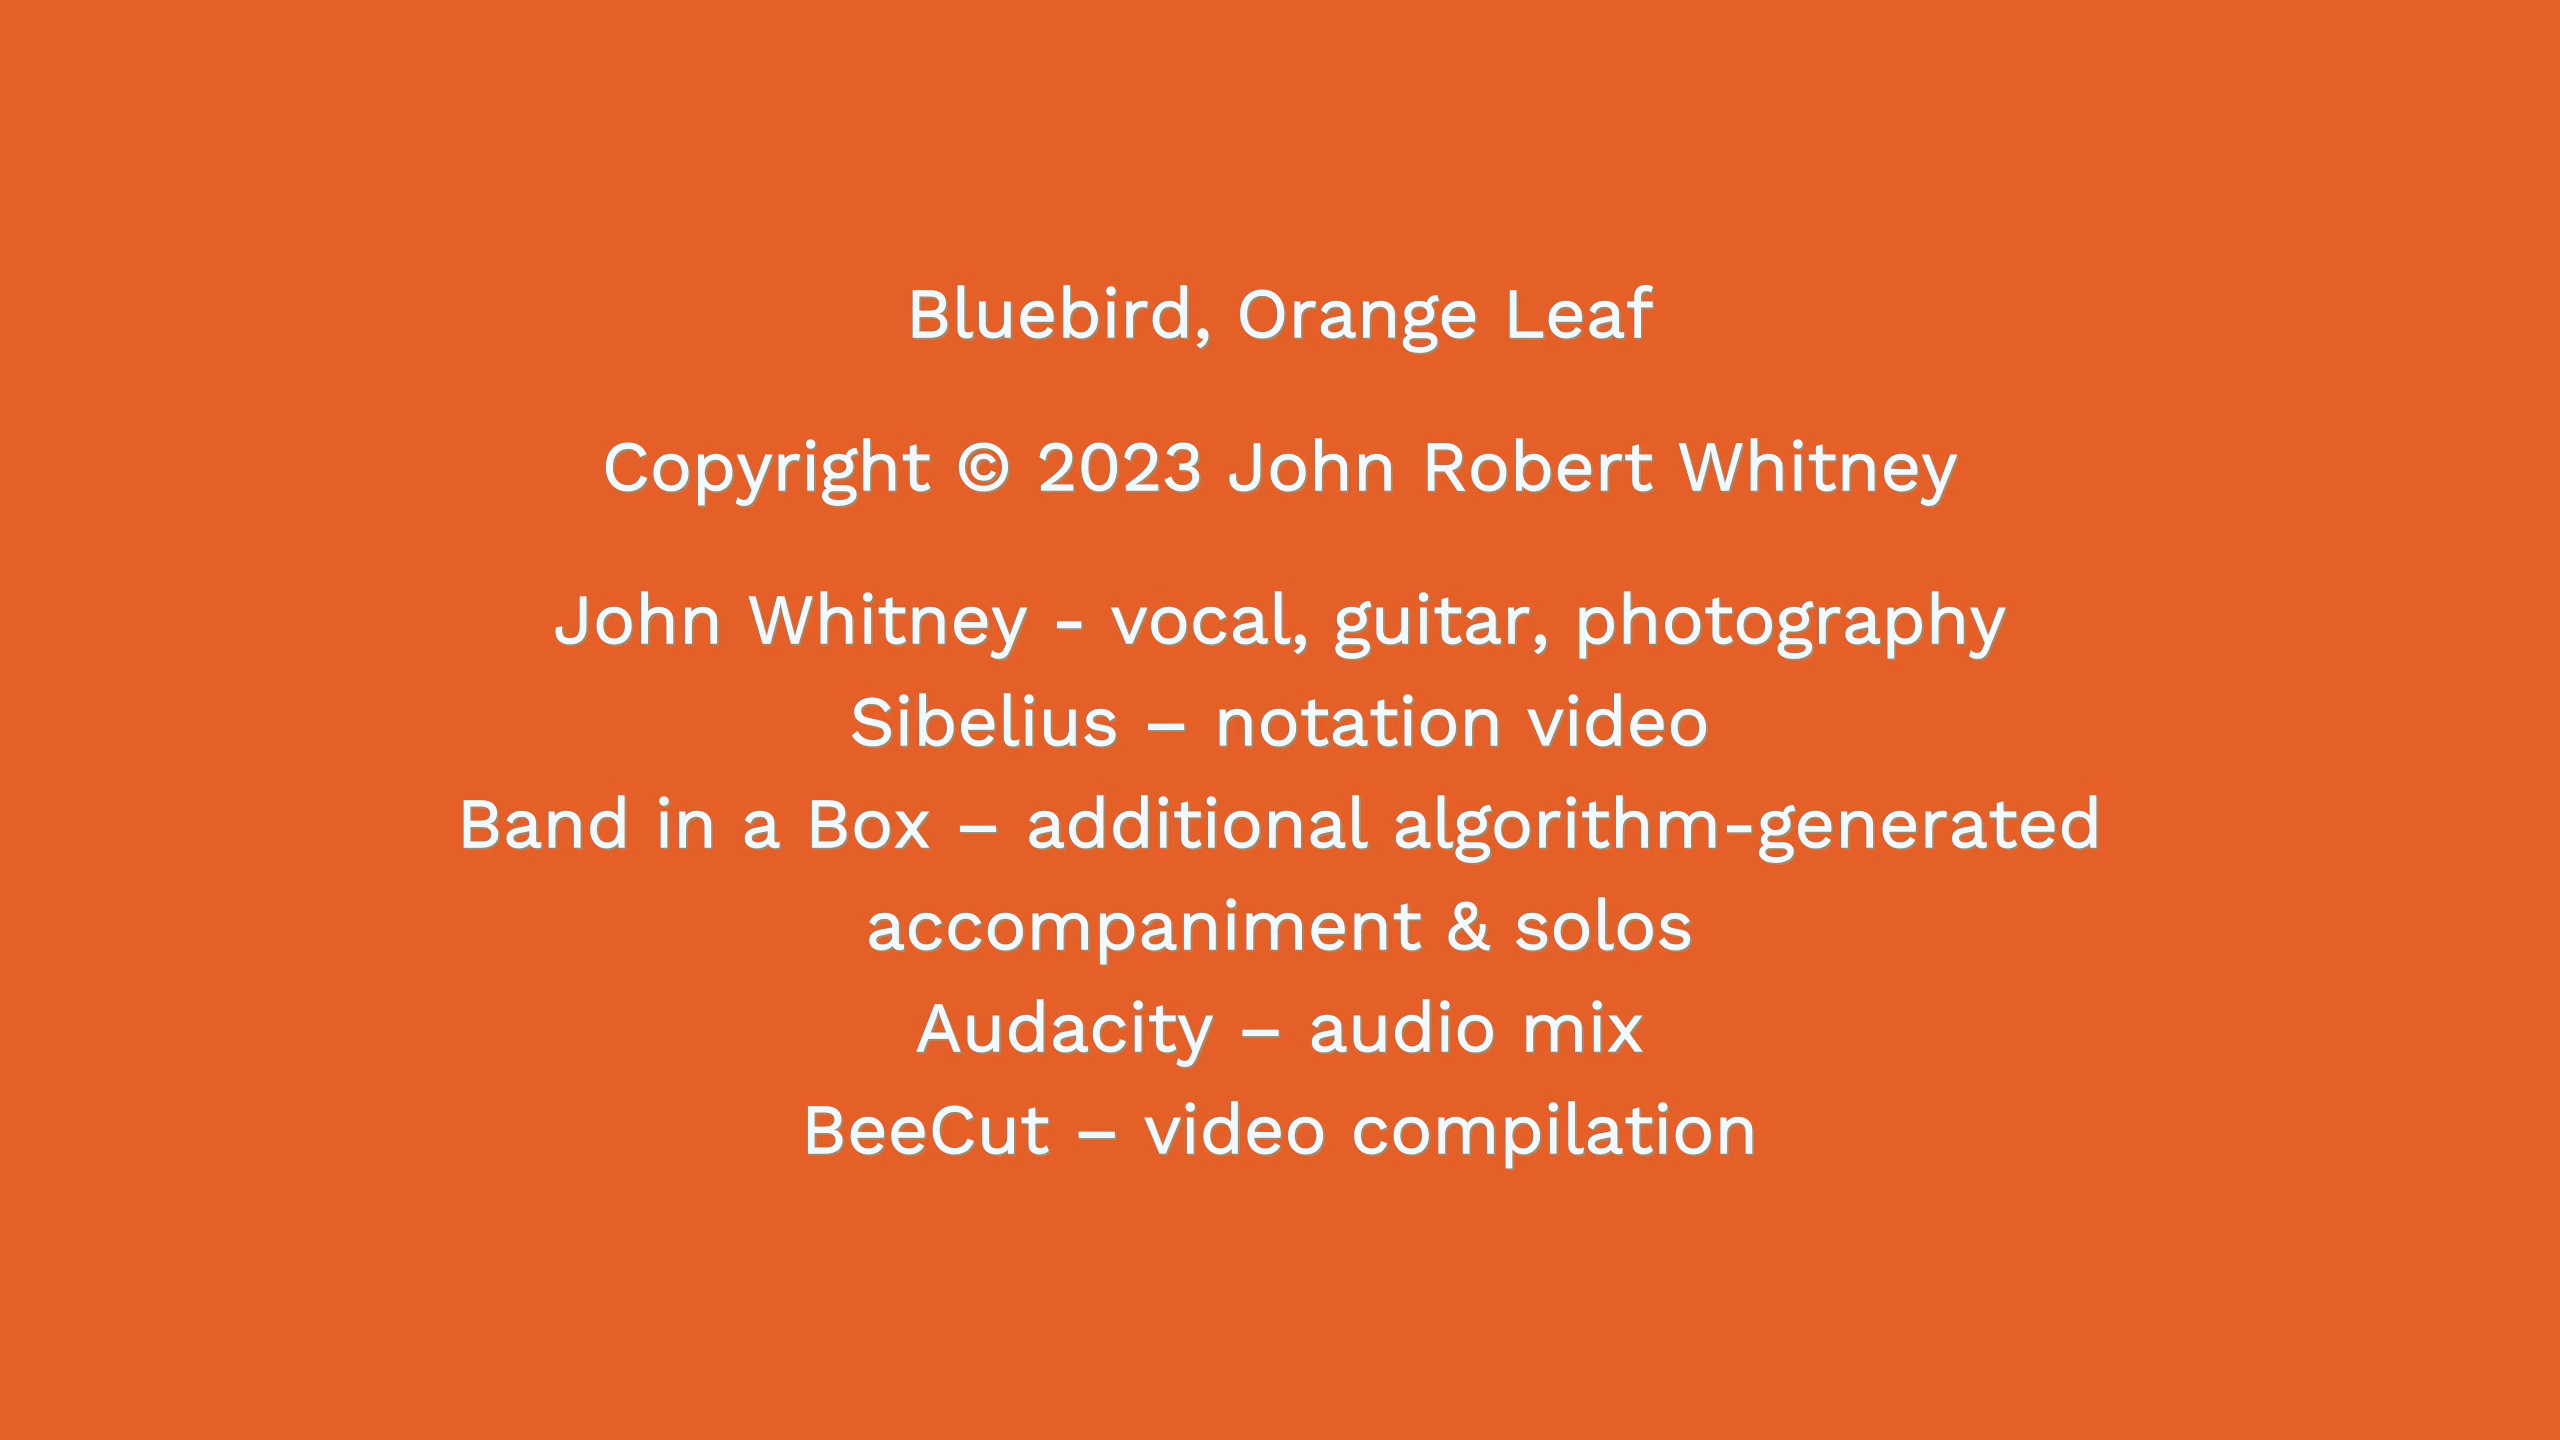 Bluebird, Orange Leaf
Copyright © 2023 John Robert Whitney
John Whitney - vocal, guitar, photography
Sibelius – notation video
Band in a Box – additional algorithm-generated
accompaniment & solos
Audacity – audio mix
BeeCut – video compilation